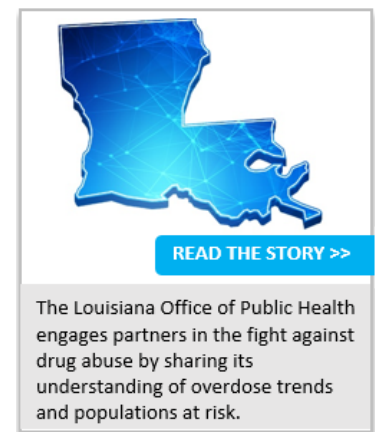 READ THE STORY >>
The Louisiana Office of Public Health
engages partners in the fight against
drug abuse by sharing its
understanding of overdose trends
and populations at risk.